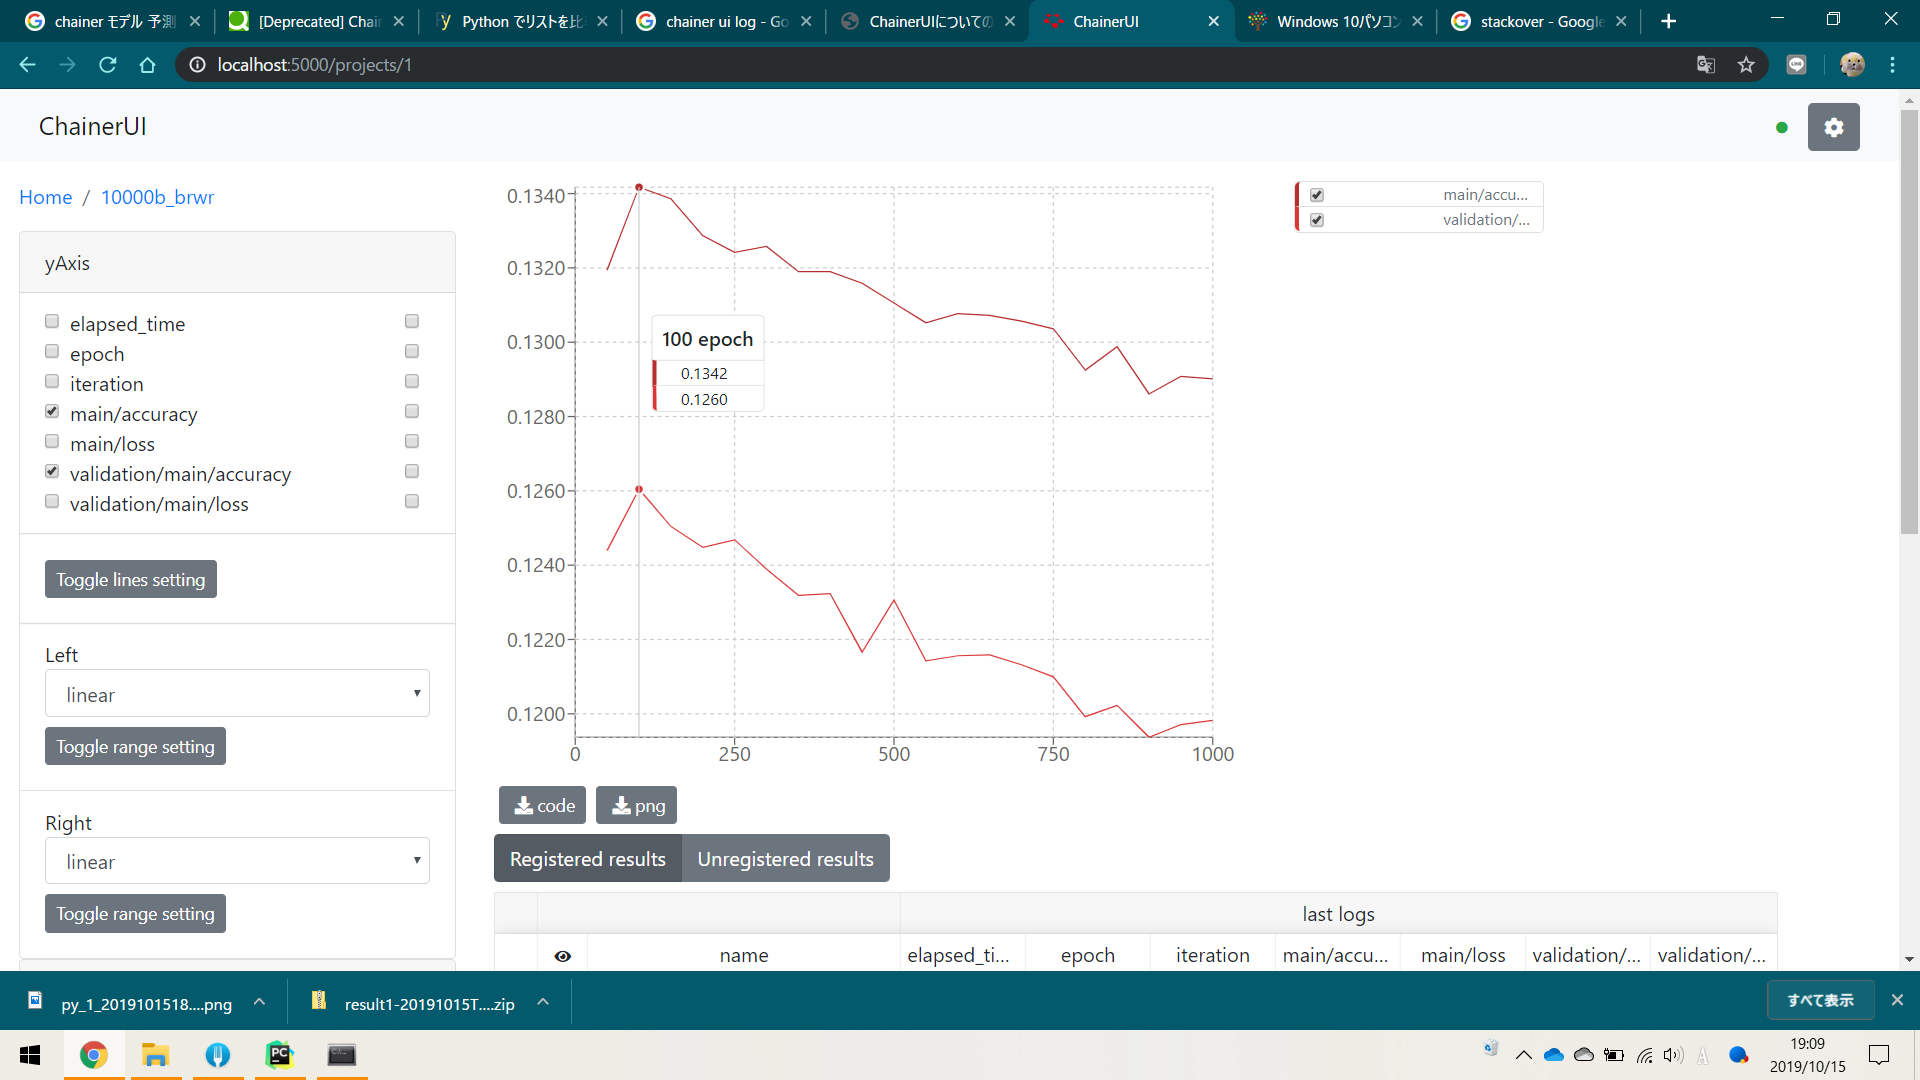 chainer モデル 予測
[Deprecated] Chain
Python でリストを比
chainer ui log - Go
ChainerUIについての
ChainerUI
Windows 10パソコン
stackover - Google
localhost:5000/projects/1
ChainerUI
Home / 10000b_brwr
yAxis
elapsed_time
epoch
iteration
main/accuracy
main/loss
validation/main/accuracy
validation/main/loss
Toggle lines setting
Left
linear
Toggle range setting
Right
linear
Toggle range setting
0.1340
0.1320
0.1300
0.1280
0.1260
0.1240
0.1220
0.1200
0 250 500 750 1000
100 epoch
0.1342
0.1260
main/accu...
validation/...
code png
Registered results Unregistered results
last logs
name elapsed_ti... epoch iteration main/accu... main/loss validation/... validation/...
py_1_2019101518....png
result1-20191015T....zip
すべて表示
PC
A
19:09
2019/10/15